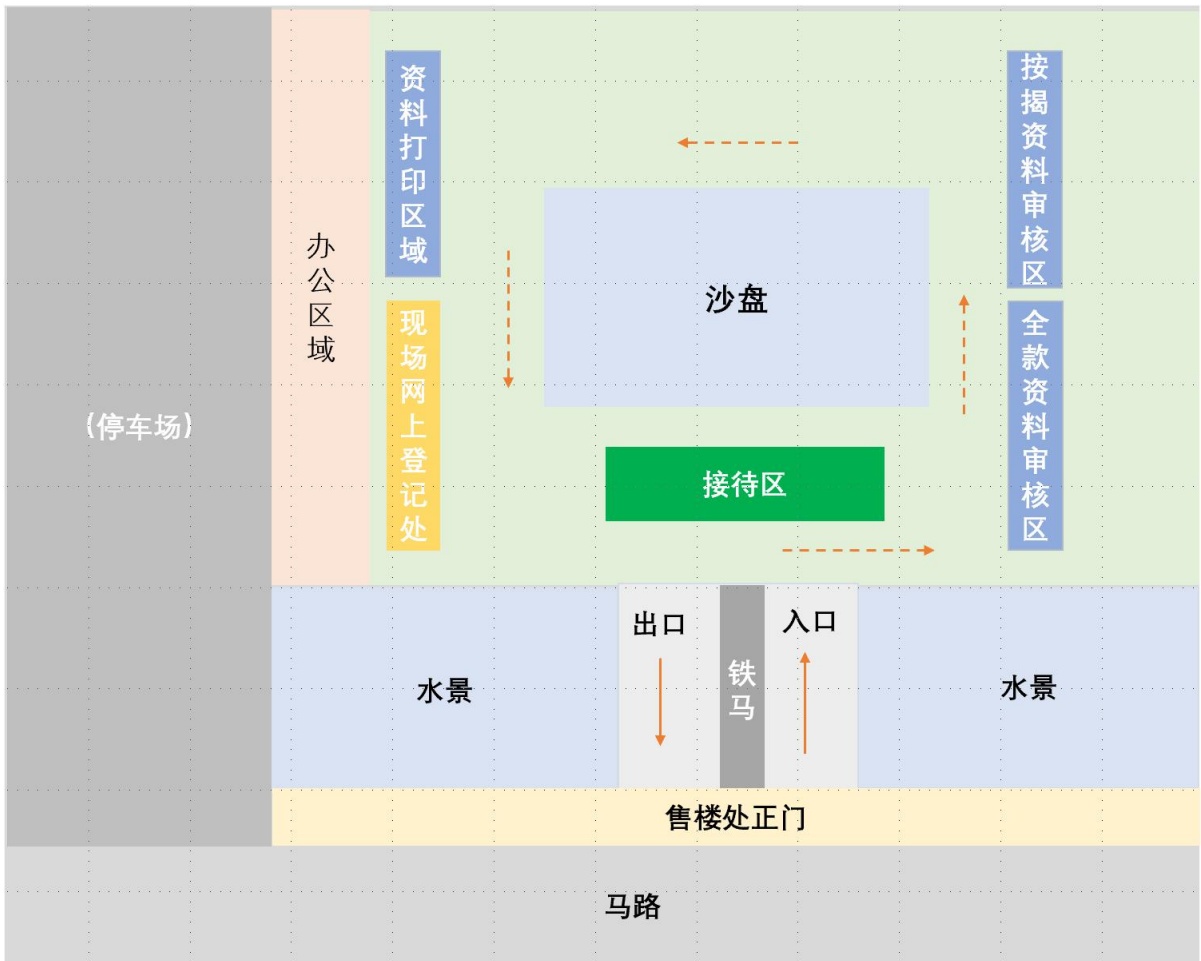 资料打印区域
按揭资料审核区
办公区域
沙盘
现场网上登记处
全款资料审核区
(停车场)
接待区
出口
入口
铁马
水景
水景
售楼处正门
马路